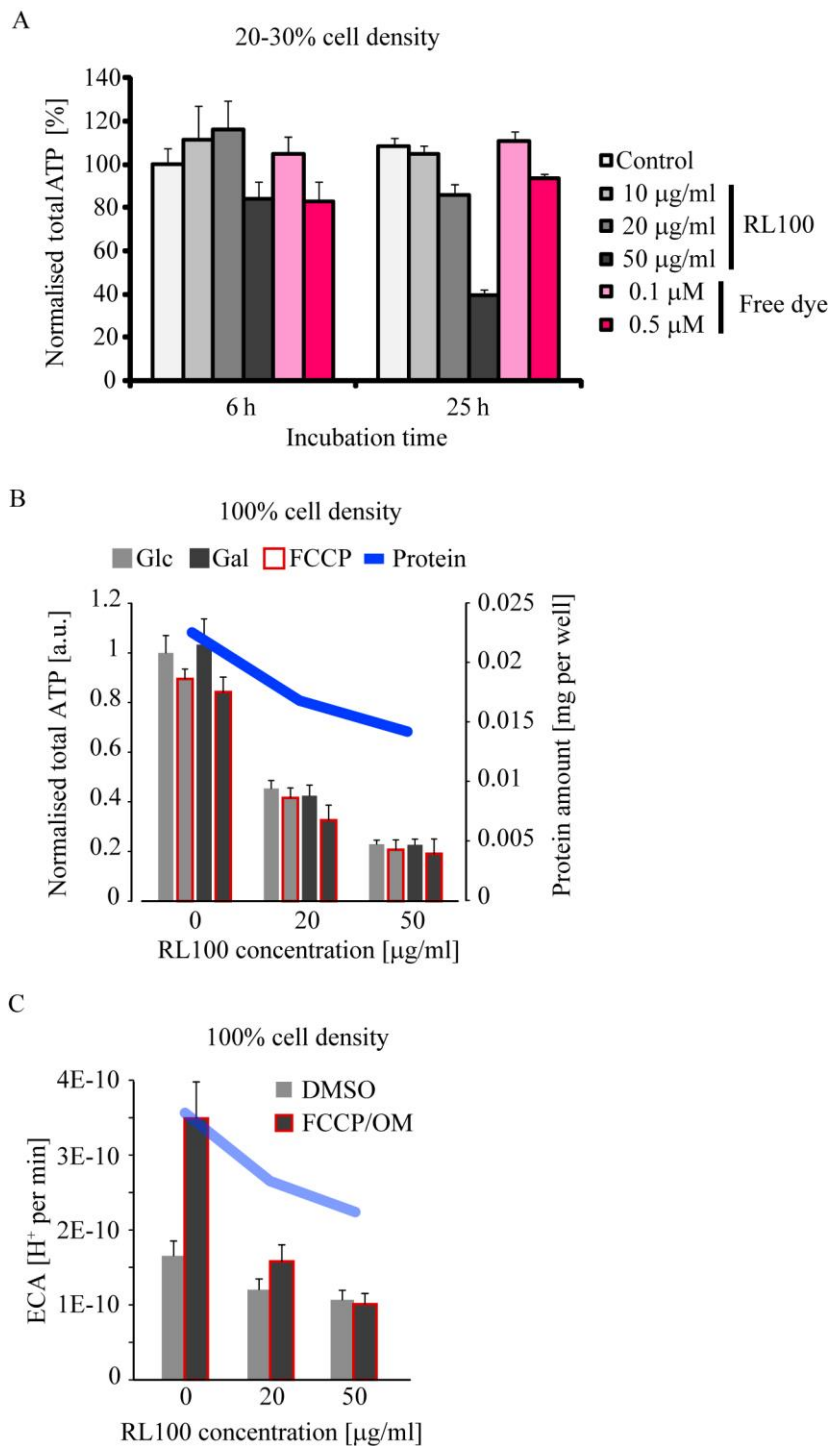 A
20-30% cell density
Normalised total ATP [%]
140
120
100
80
60
40
20
0
6 h
25 h
Incubation time
Control
10 µg/ml
20 µg/ml
50 µg/ml
RL100
0.1 µM
0.5 µM
Free dye
B
100% cell density
Glc Gal FCCP Protein
Normalised total ATP [a.u.]
1.2
1
0.8
0.6
0.4
0.2
0
0.025
0.02
0.015
0.01
0.005
0
Protein amount [mg per well]
0 20 50
RL100 concentration [µg/ml]
C
100% cell density
DMSO
FCCP/OM
ECA [H⁺ per min]
4E-10
3E-10
2E-10
1E-10
0
0 20 50
RL100 concentration [µg/ml]